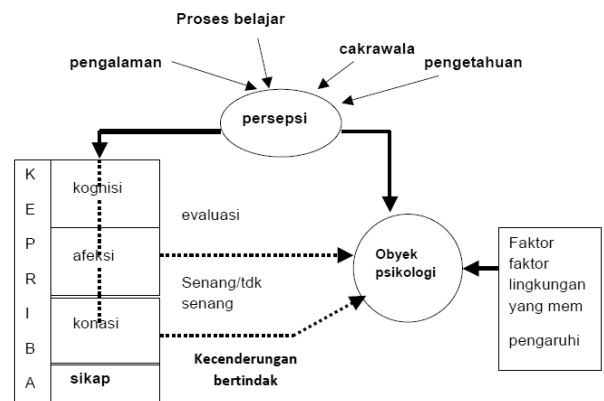 Proses belajar
pengalaman
cakrawala
pengetahuan
persepsi
K
E
P
R
I
B
A
kognisi
afeksi
konasi
sikap
evaluasi
Senang/tdk
senang
Kecenderungan
bertindak
Obyek
psikologi
Faktor
faktor
lingkungan
yang mem
pengaruhi